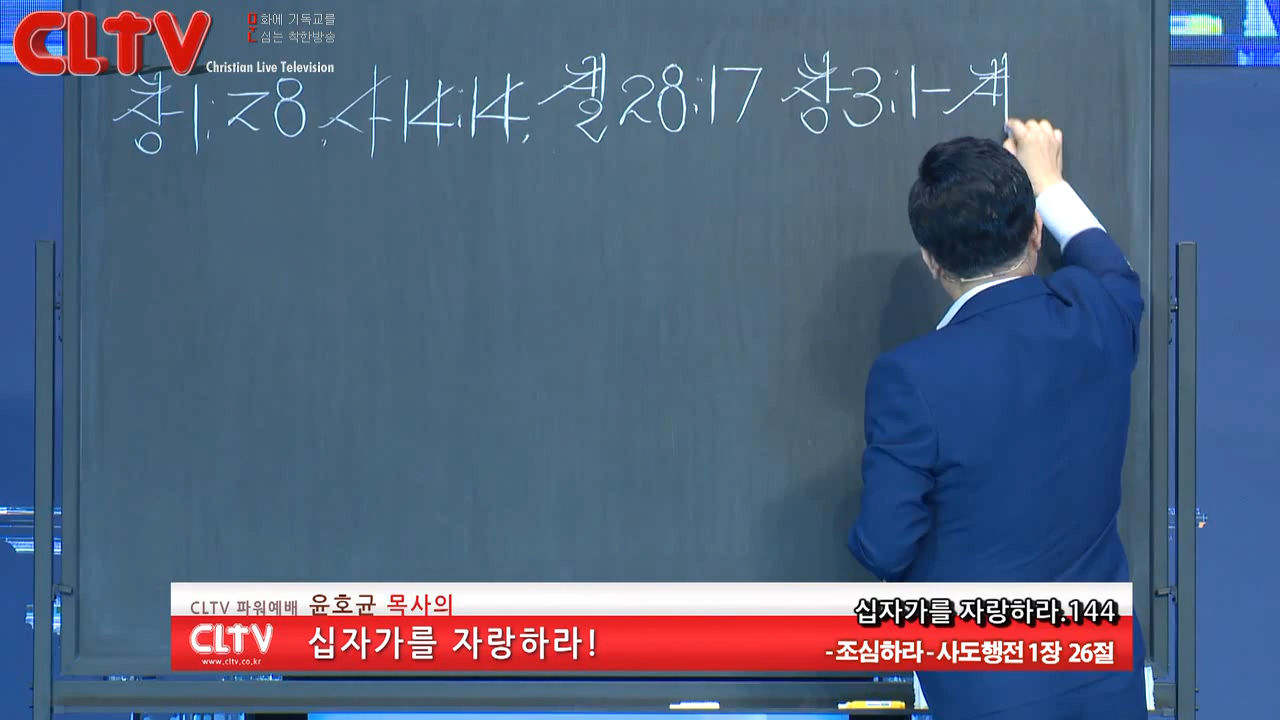 CLTV
문화에 기독교를
심는 착한방송
Christian Live Television
창1:28, 사14:14, 겔28:17 창3:1-계
CLTV 파워예배 윤호균 목사의
십자가를 자랑하라.144
CLTV
www.cltv.co.kr
십자가를 자랑하라!
- 조심하라 - 사도행전 1장 26절